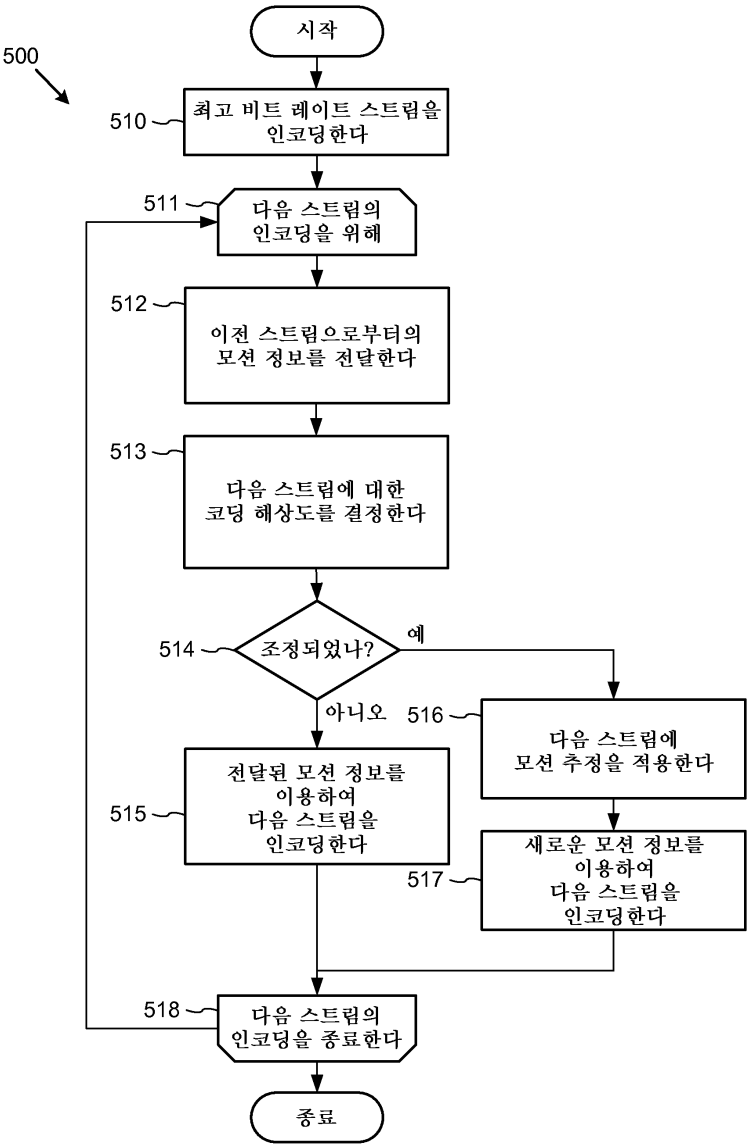 시작
500
510
최고 비트 레이트 스트림을
인코딩한다
511
다음 스트림의
인코딩을 위해
512
이전 스트림으로부터의
모션 정보를 전달한다
513
다음 스트림에 대한
코딩 해상도를 결정한다
514
조정되었나?
예
아니오
516
다음 스트림에
모션 추정을 적용한다
515
전달된 모션 정보를
이용하여
다음 스트림을
인코딩한다
517
새로운 모션 정보를
이용하여
다음 스트림을
인코딩한다
518
다음 스트림의
인코딩을 종료한다
종료